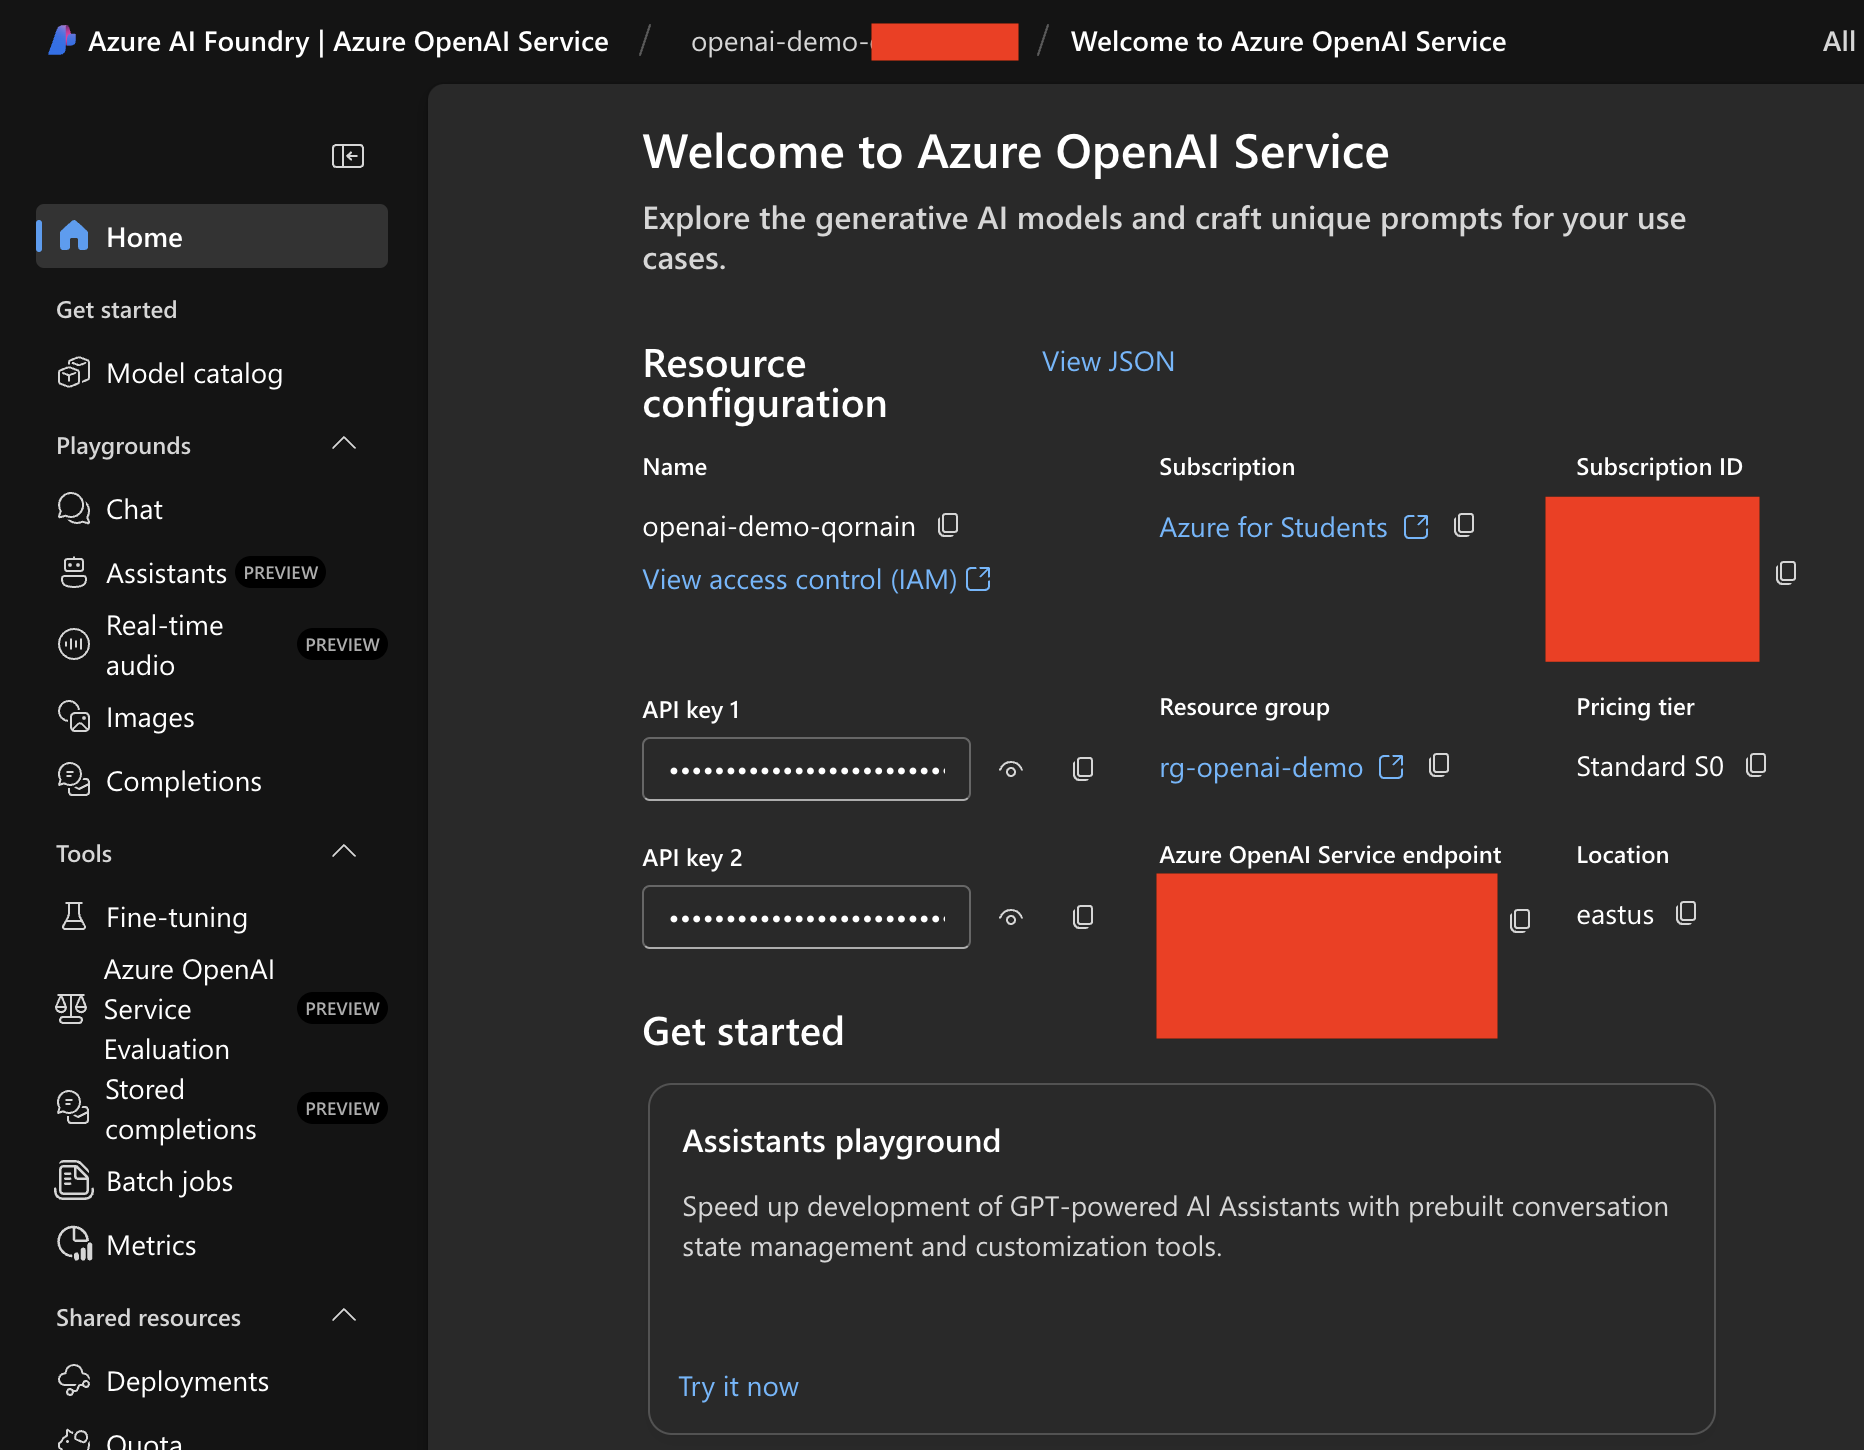 Azure AI Foundry | Azure OpenAI Service / openai-demo- / Welcome to Azure OpenAI Service
All
Home
Get started
Model catalog
Playgrounds
Chat
Assistants PREVIEW
Real-time
audio
PREVIEW
Images
Completions
Tools
Fine-tuning
Azure OpenAI
Service
Evaluation
PREVIEW
Stored
completions
PREVIEW
Batch jobs
Metrics
Shared resources
Deployments
Quota
Welcome to Azure OpenAI Service
Explore the generative AI models and craft unique prompts for your use
cases.
Resource
configuration
View JSON
Name
openai-demo-qornain
View access control (IAM)
Subscription
Azure for Students
Subscription ID
API key 1
••••••••••••••••••••••••
Resource group
rg-openai-demo
Pricing tier
Standard S0
API key 2
••••••••••••••••••••••••
Azure OpenAI Service endpoint
Location
eastus
Get started
Assistants playground
Speed up development of GPT-powered AI Assistants with prebuilt conversation
state management and customization tools.
Try it now